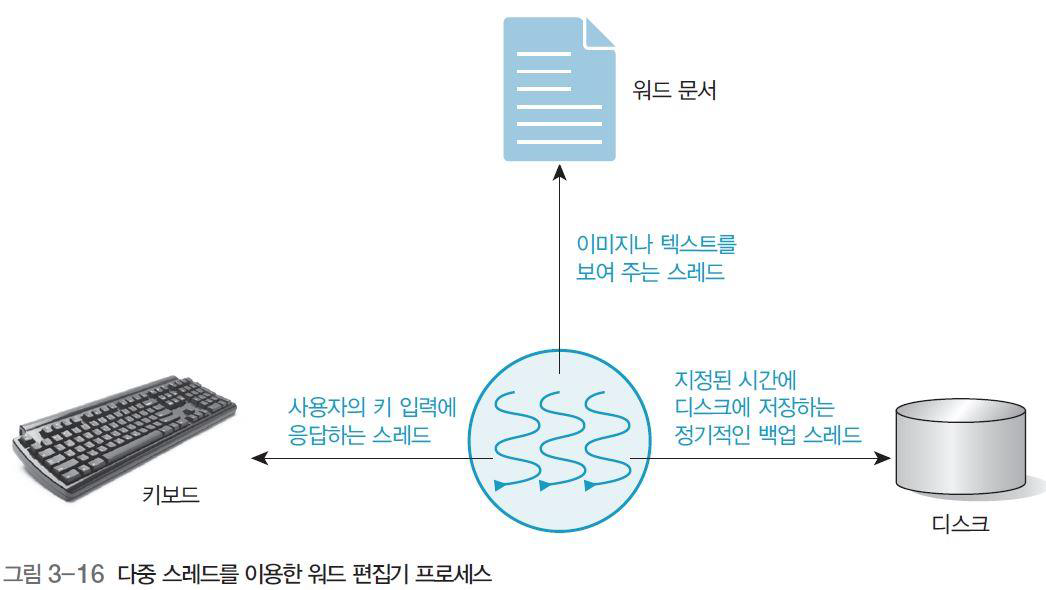 워드 문서
이미지나 텍스트를
보여 주는 스레드
사용자의 키 입력에
응답하는 스레드
지정된 시간에
디스크에 저장하는
정기적인 백업 스레드
키보드
디스크
그림 3-16 다중 스레드를 이용한 워드 편집기 프로세스